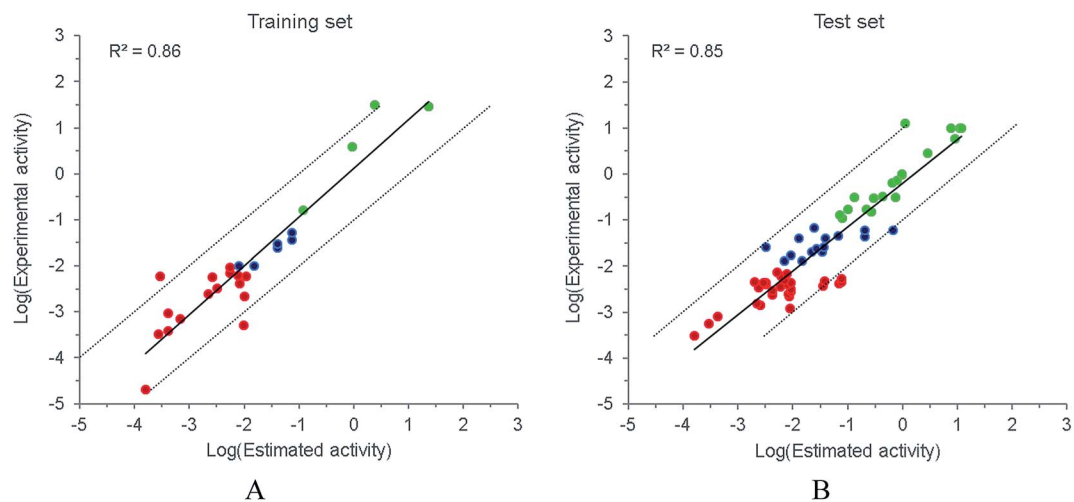 Training set
R² = 0.86
Log(Experimental activity)
3
2
1
0
-1
-2
-3
-4
-5
-5 -4 -3 -2 -1 0 1 2 3
Log(Estimated activity)
A
Test set
R² = 0.85
Log(Experimental activity)
3
2
1
0
-1
-2
-3
-4
-5
-5 -4 -3 -2 -1 0 1 2 3
Log(Estimated activity)
B